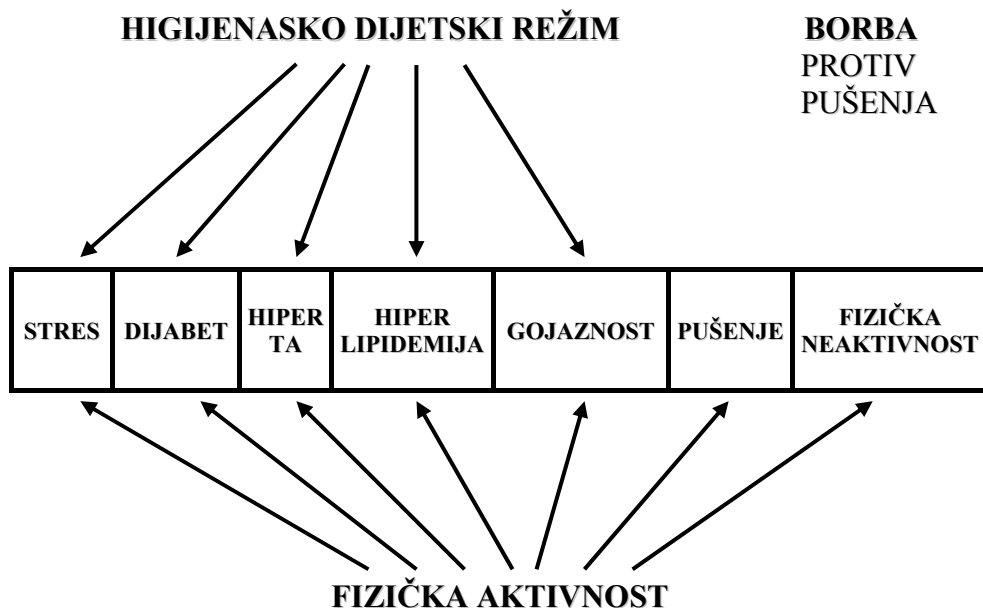 HIGIJENASKO DIJETSKI REŽIM
BORBA
PROTIV
PUŠENJA
STRES
DIJABET
HIPER
TA
HIPER
LIPIDEMIJA
GOJAZNOST
PUŠENJE
FIZIČKA
NEAKTIVNOST
FIZIČKA AKTIVNOST